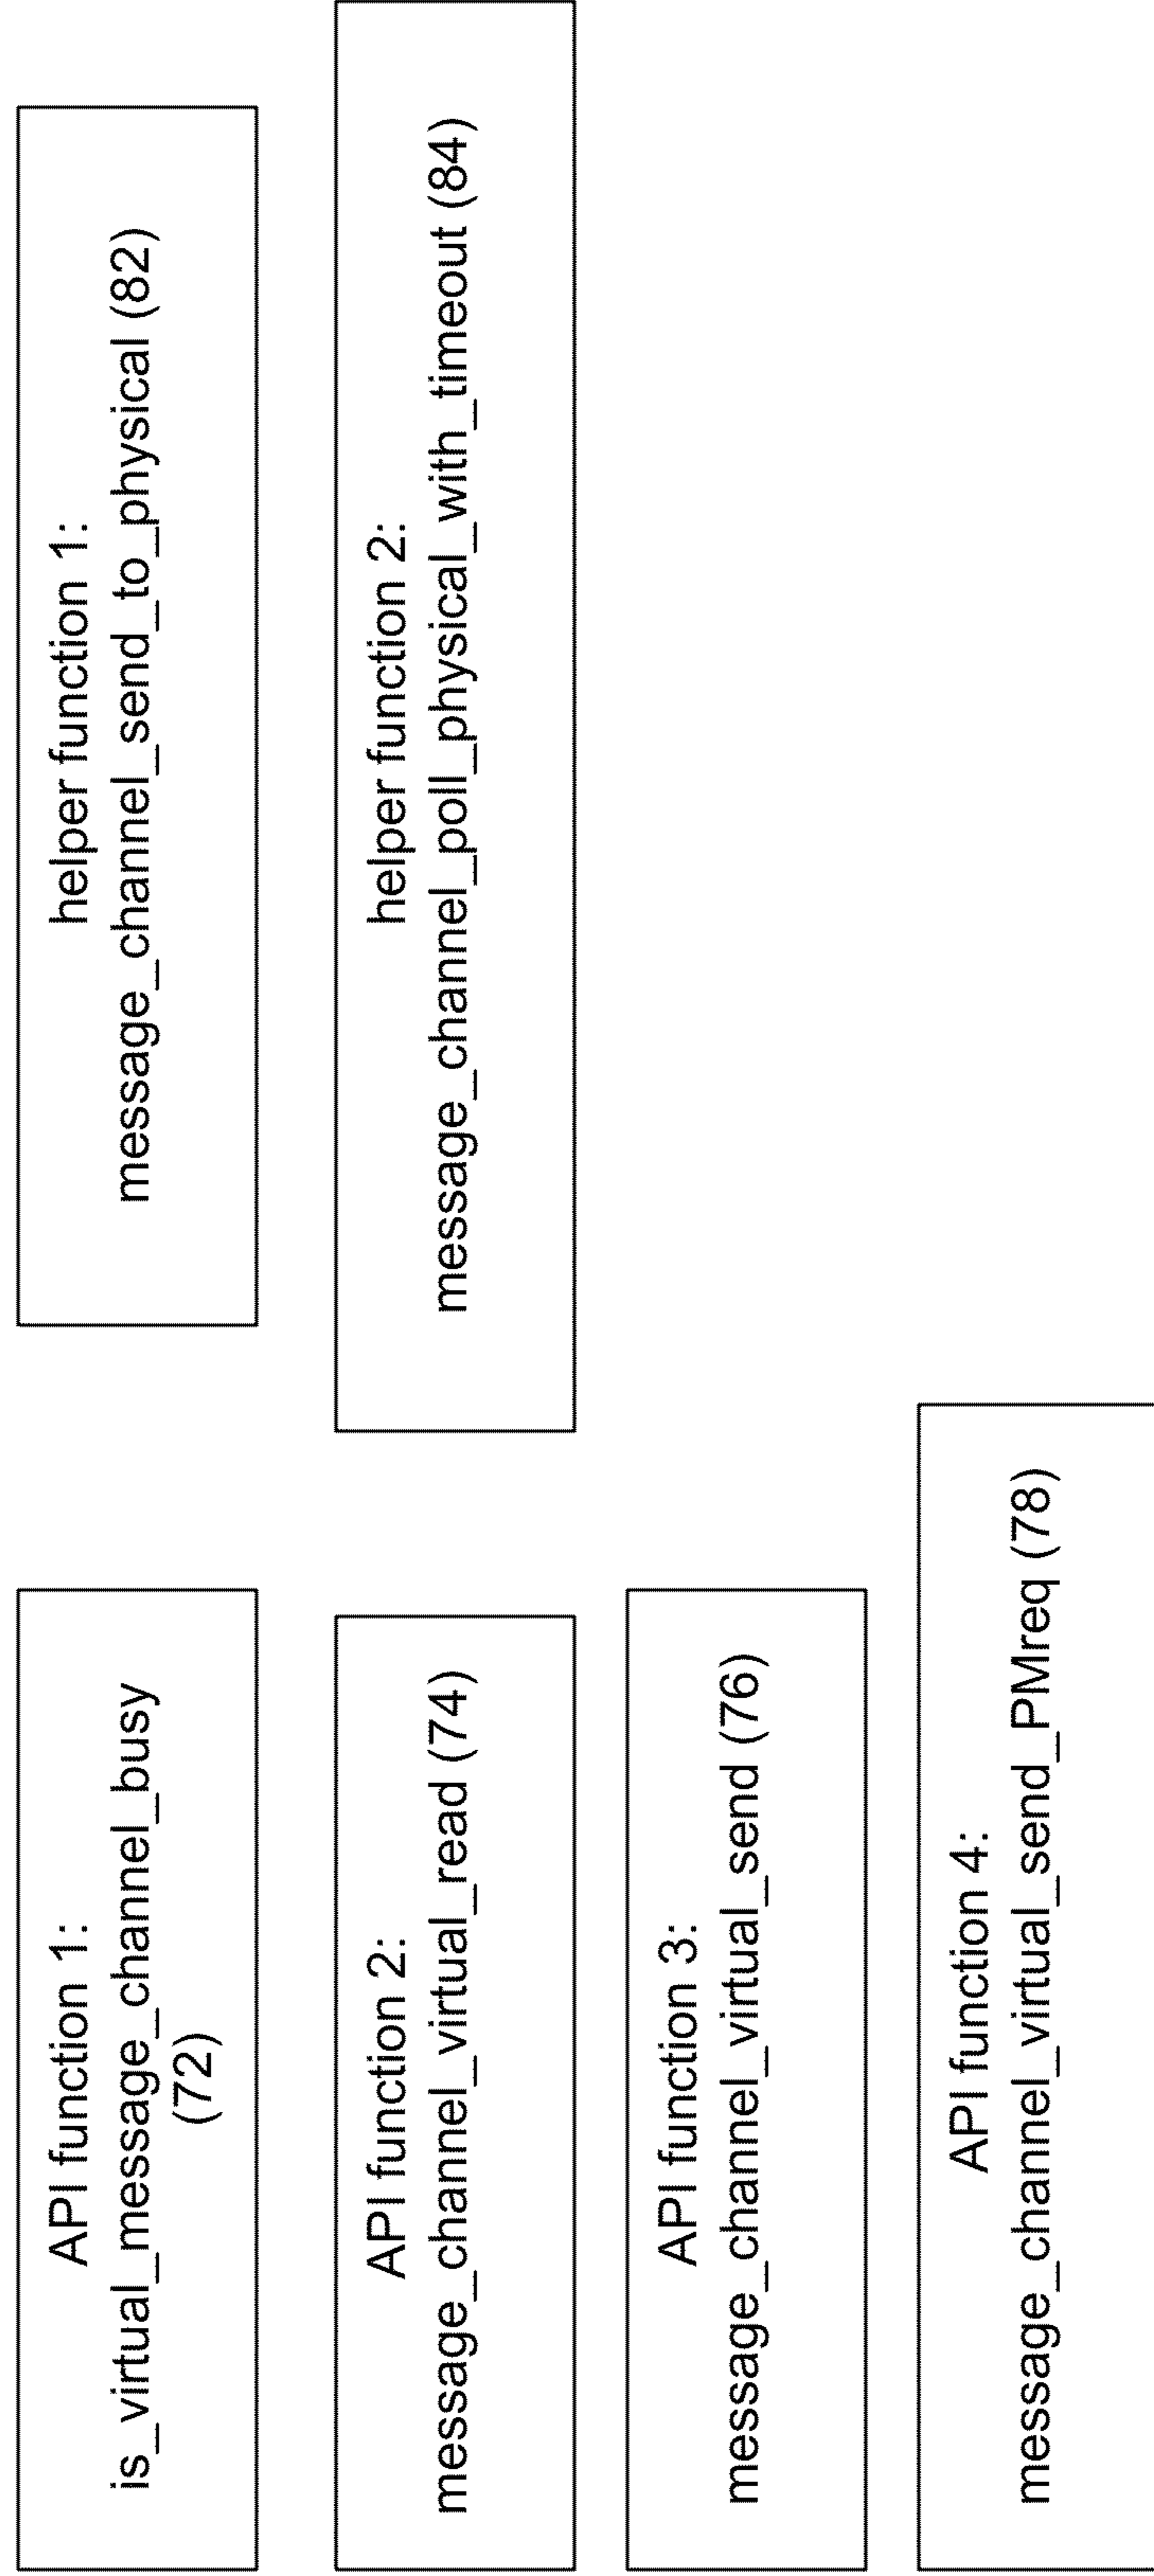 API function 1:
is_virtual_message_channel_busy
(72)
API function 2:
message_channel_virtual_read (74)
API function 3:
message_channel_virtual_send (76)
API function 4:
message_channel_virtual_send_PMreq (78)
helper function 1:
message_channel_send_to_physical (82)
helper function 2:
message_channel_poll_physical_with_timeout (84)